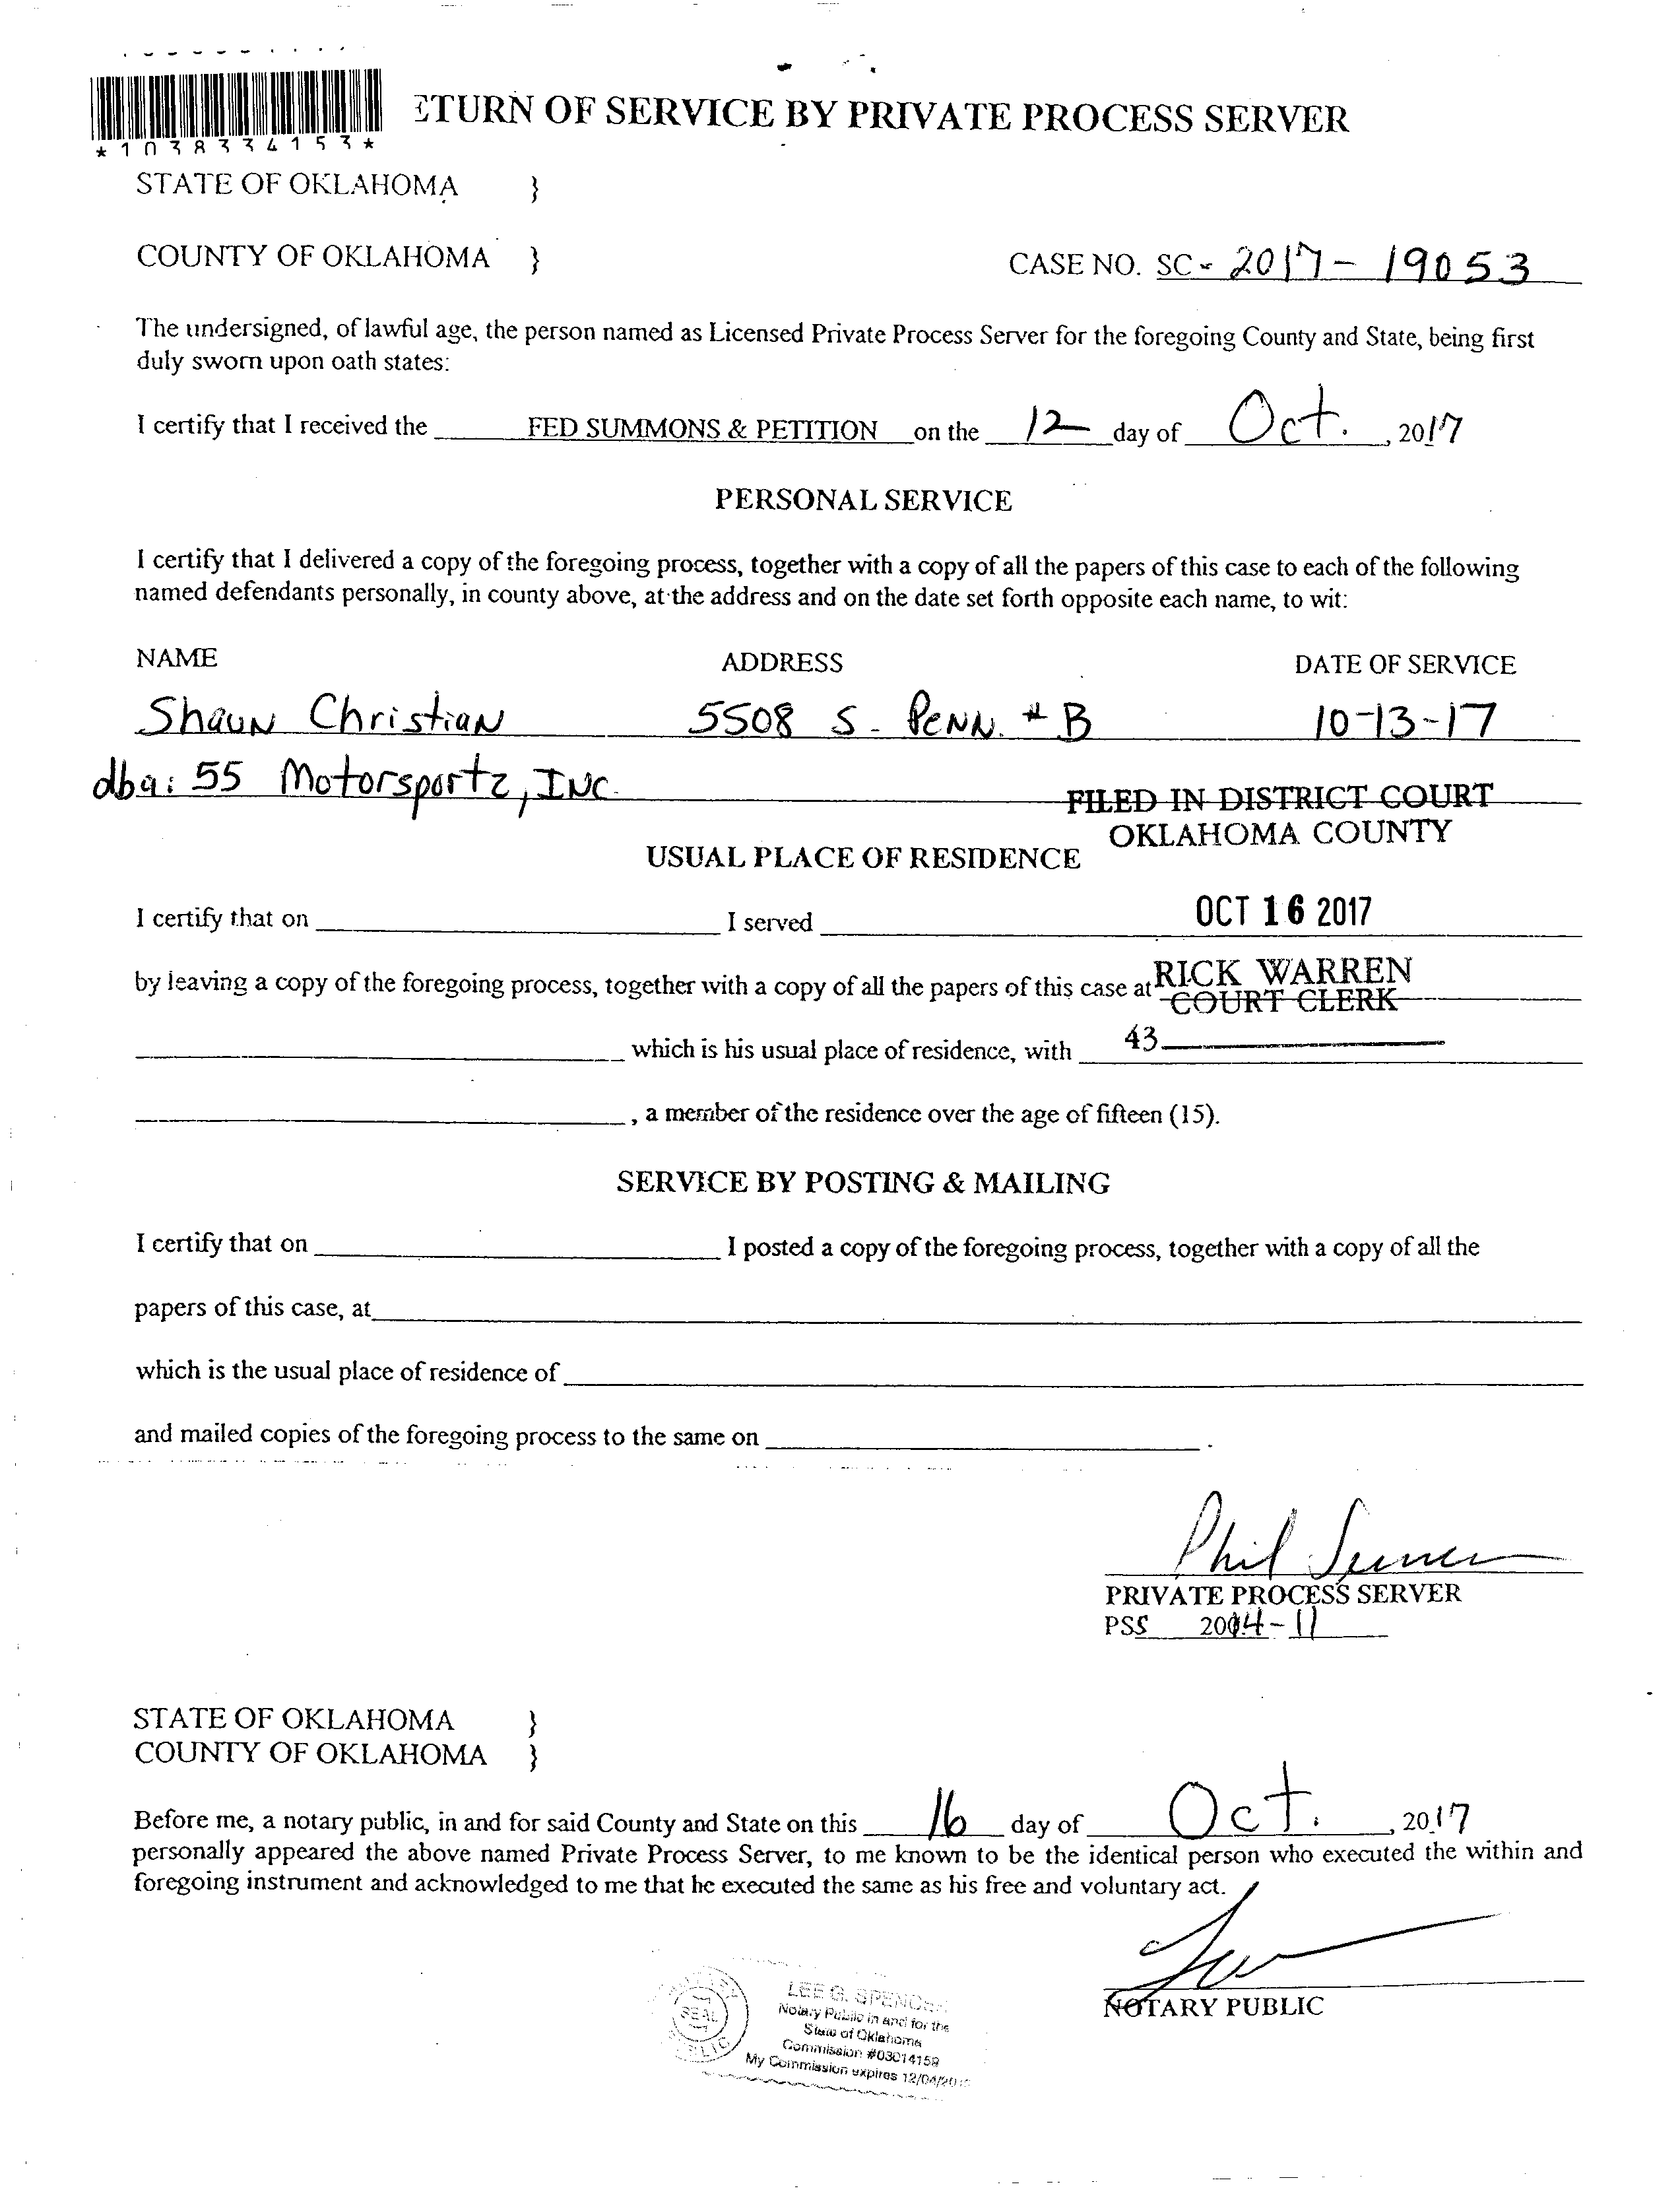 ETURN OF SERVICE BY PRIVATE PROCESS SERVER
*1038334153*
STATE OF OKLAHOMA }
COUNTY OF OKLAHOMA } CASE NO. SC - 2017 - 19053
The undersigned, of lawful age, the person named as Licensed Private Process Server for the foregoing County and State, being first
duly sworn upon oath states:
I certify that I received the FED SUMMONS & PETITION on the 12 day of Oct. , 2017
PERSONAL SERVICE
I certify that I delivered a copy of the foregoing process, together with a copy of all the papers of this case to each of the following
named defendants personally, in county above, at the address and on the date set forth opposite each name, to wit:
NAME ADDRESS DATE OF SERVICE
Shaun Christian 5508 S. Penn. # B 10-13-17
dba: 55 Motorsportz, Inc.
FILED IN DISTRICT COURT
OKLAHOMA COUNTY
USUAL PLACE OF RESIDENCE
OCT 16 2017
I certify that on I served
by leaving a copy of the foregoing process, together with a copy of all the papers of this case at RICK WARREN
COURT CLERK
which is his usual place of residence, with 43
, a member of the residence over the age of fifteen (15).
SERVICE BY POSTING & MAILING
I certify that on I posted a copy of the foregoing process, together with a copy of all the
papers of this case, at
which is the usual place of residence of
and mailed copies of the foregoing process to the same on .
Phil
PRIVATE PROCESS SERVER
PSS 2014-11
STATE OF OKLAHOMA }
COUNTY OF OKLAHOMA }
Before me, a notary public, in and for said County and State on this 16 day of Oct. , 2017
personally appeared the above named Private Process Server, to me known to be the identical person who executed the within and
foregoing instrument and acknowledged to me that he executed the same as his free and voluntary act.
NOTARY PUBLIC
SEAL
LEE G. SPENCER
Notary Public in and for the
State of Oklahoma
Commission #03014159
My Commission expires 12/04/20